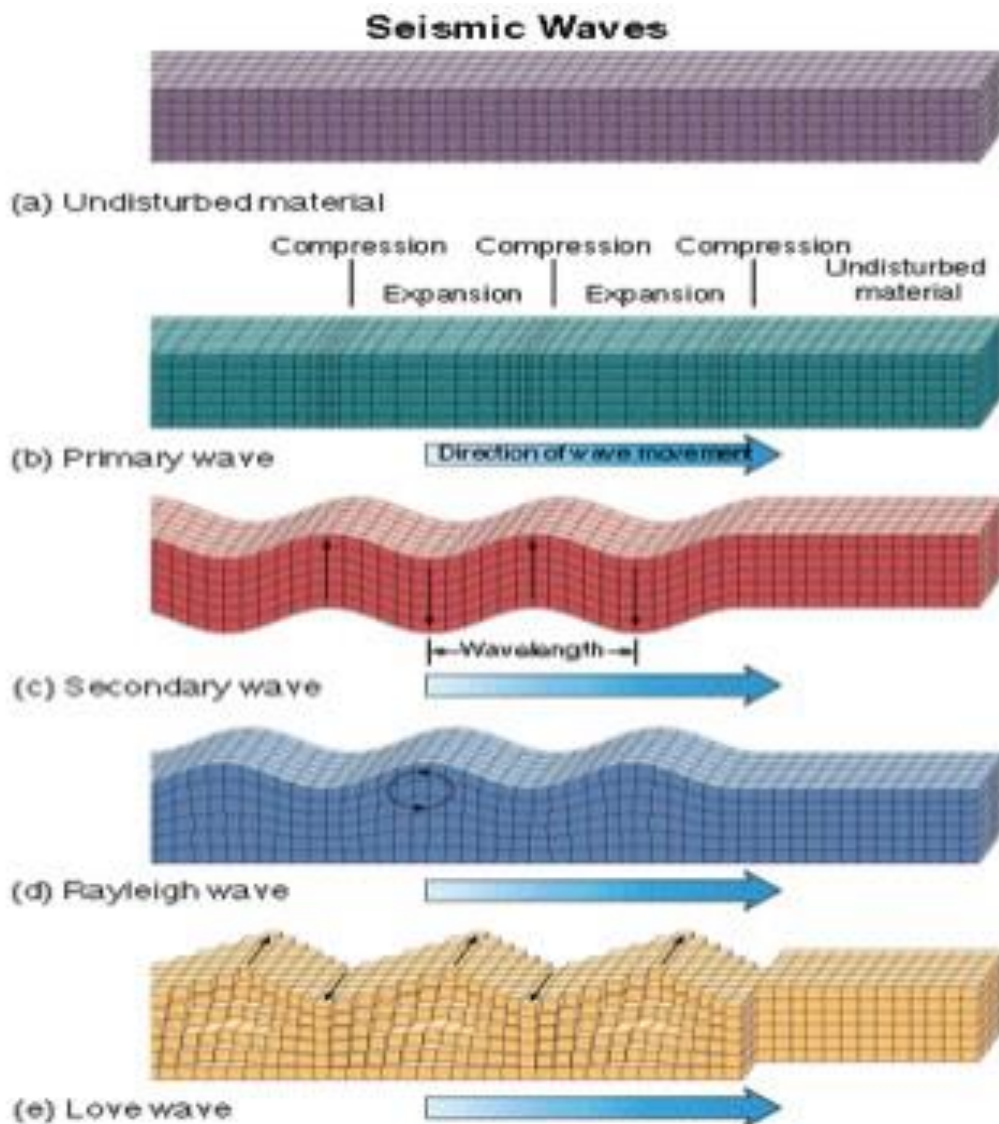 Seismic Waves
(a) Undisturbed material
Compression Compression Compression
Expansion Expansion
Undisturbed
material
(b) Primary wave
Direction of wave movement
Wavelength
(c) Secondary wave
(d) Rayleigh wave
(e) Love wave